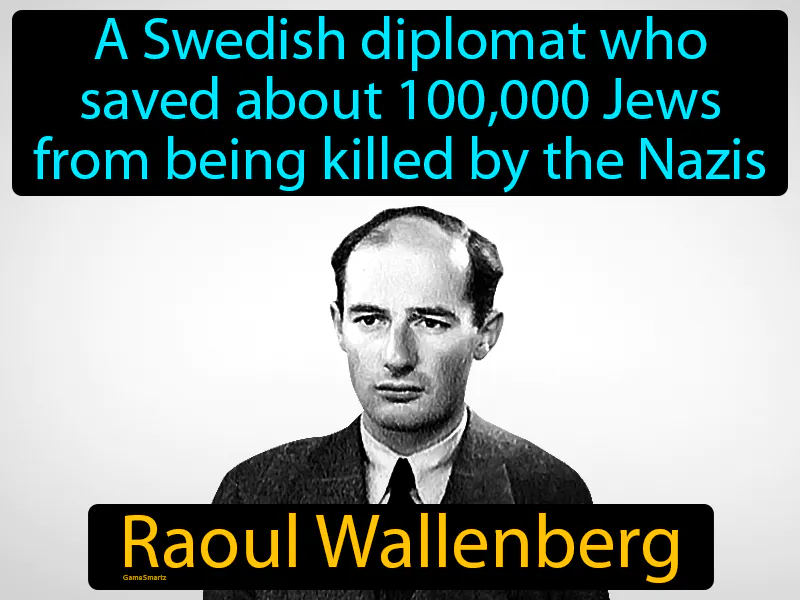 A Swedish diplomat who
saved about 100,000 Jews
from being killed by the Nazis
Raoul Wallenberg
GameSmartz